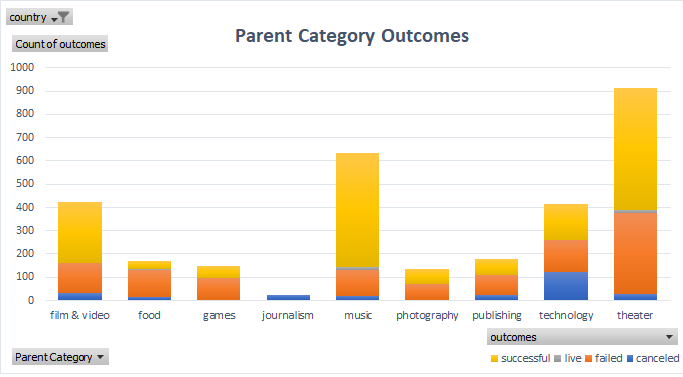 country
Count of outcomes
Parent Category Outcomes
1000
900
800
700
600
500
400
300
200
100
0
film & video food games journalism music photography publishing technology theater
outcomes
Parent Category
successful live failed canceled